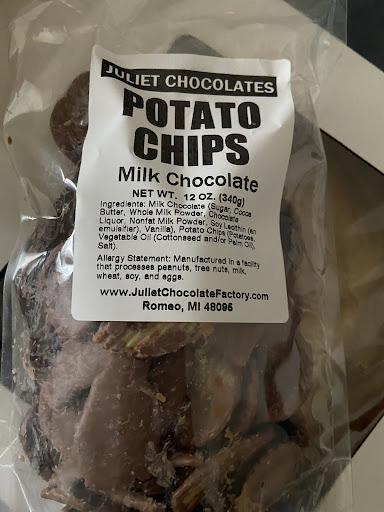 JULIET CHOCOLATES
POTATO
CHIPS
Milk Chocolate
NET WT. 12 OZ. (340g)
Ingredients: Milk Chocolate (Sugar, Cocoa
Butter, Whole Milk Powder, Chocolate
Liquor, Nonfat Milk Powder, Soy Lecithin (an
emulsifier), Vanilla), Potato Chips (Potatoes,
Vegetable Oil (Cottonseed and/or Palm Oil),
Salt).
Allergy Statement: Manufactured in a facility
that processes peanuts, tree nuts, milk,
wheat, soy, and eggs.
www.JulietChocolateFactory.com
Romeo, MI 48095